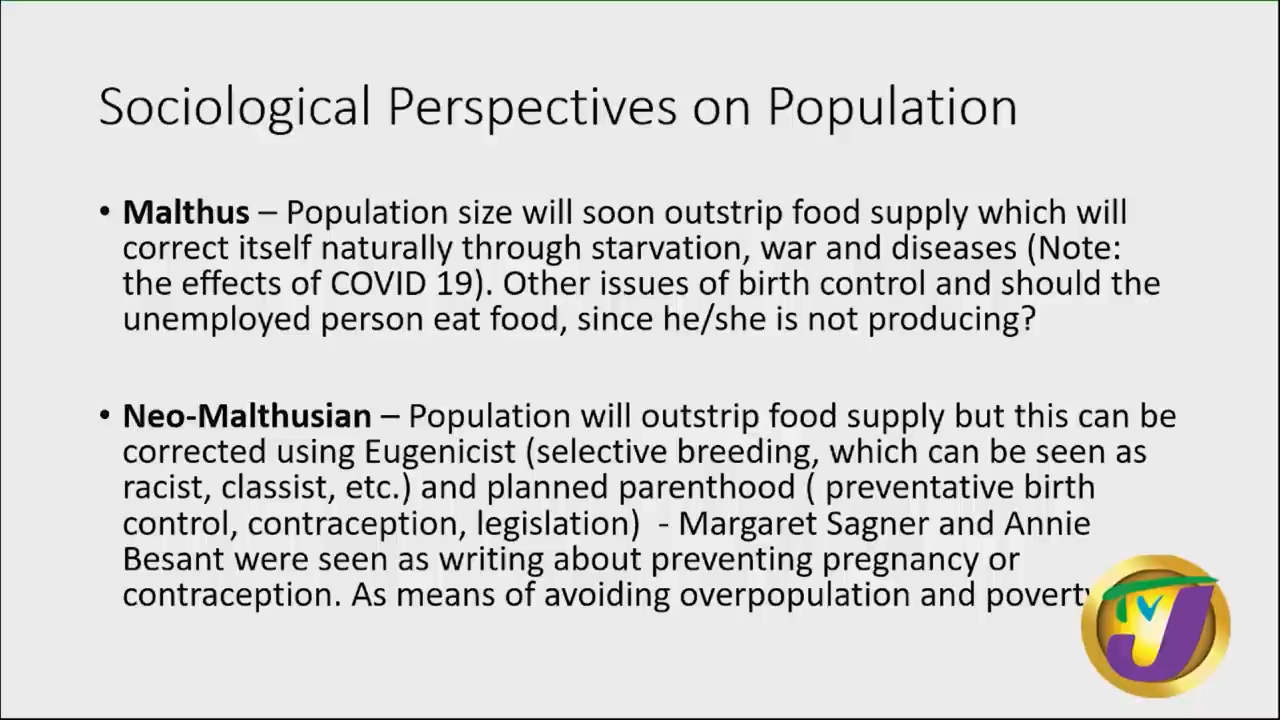 Sociological Perspectives on Population
• Malthus – Population size will soon outstrip food supply which will
correct itself naturally through starvation, war and diseases (Note:
the effects of COVID 19). Other issues of birth control and should the
unemployed person eat food, since he/she is not producing?
• Neo-Malthusian – Population will outstrip food supply but this can be
corrected using Eugenicist (selective breeding, which can be seen as
racist, classist, etc.) and planned parenthood ( preventative birth
control, contraception, legislation)  - Margaret Sagner and Annie
Besant were seen as writing about preventing pregnancy or
contraception. As means of avoiding overpopulation and poverty
TVJ